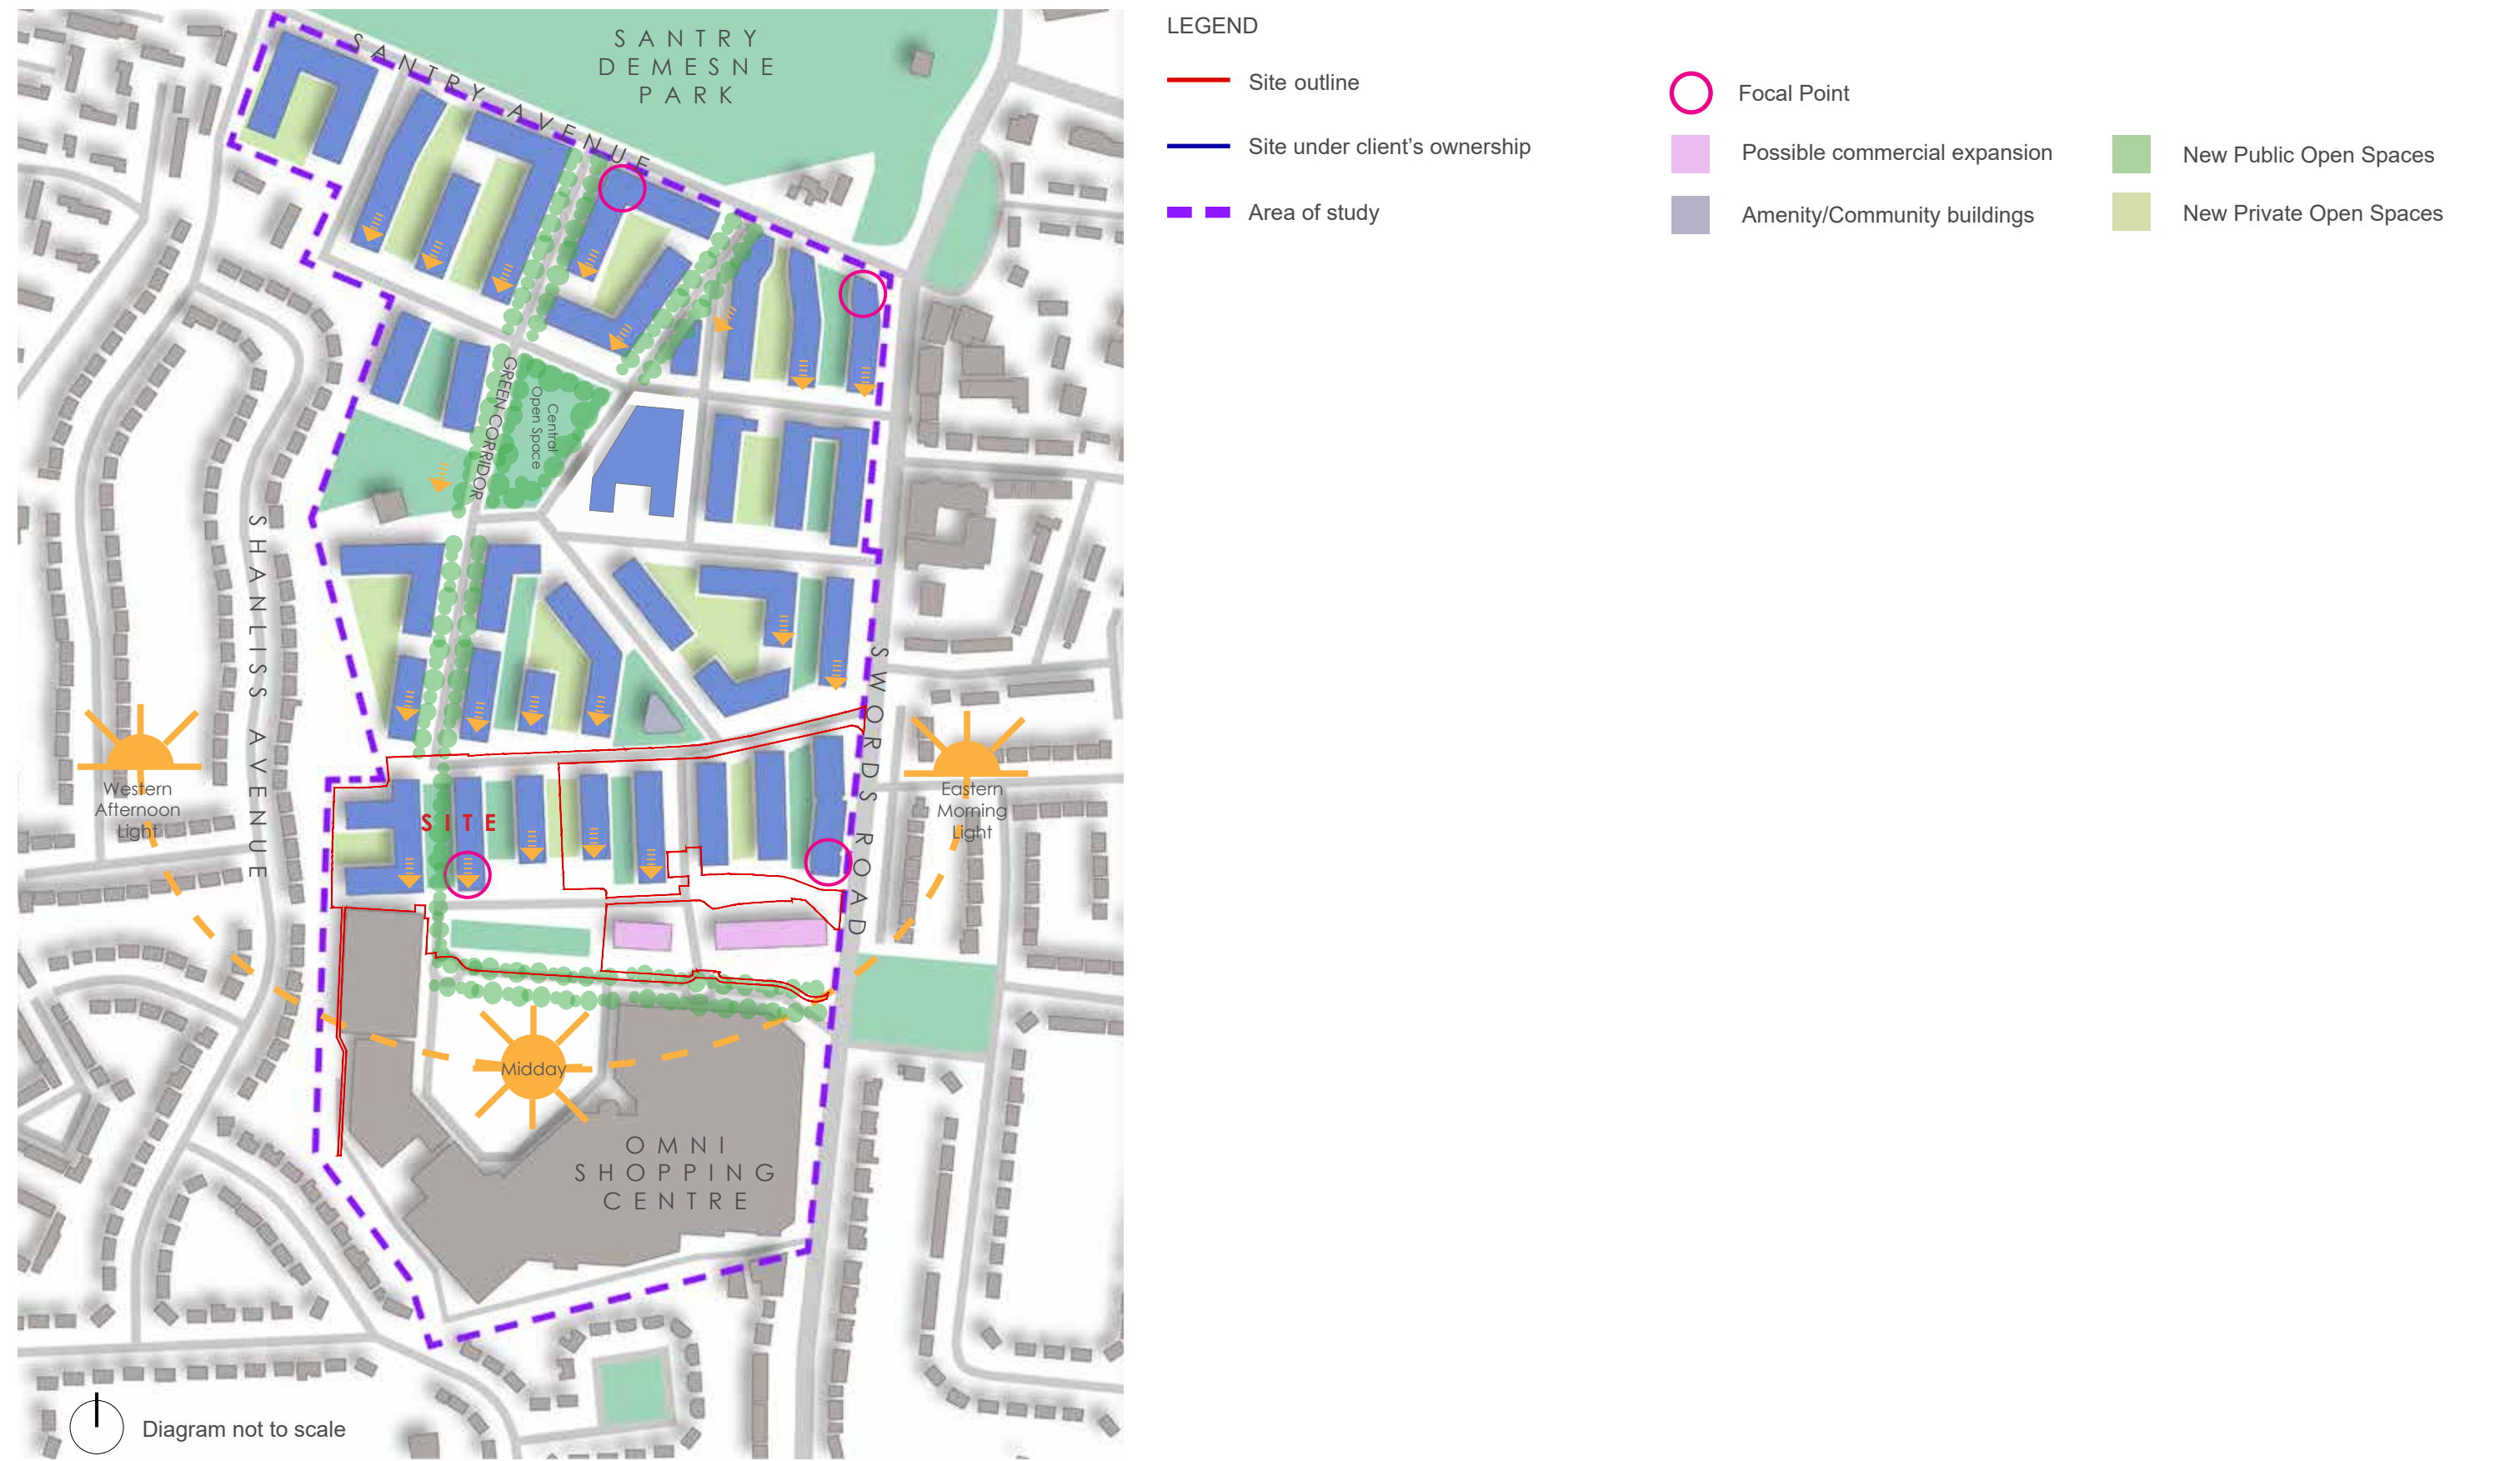 SANTRY
DEMESNE
PARK
SANTRY AVENUE
GREEN CORRIDOR
Central
Open Space
SHANLISS AVENUE
SWORDS ROAD
Western
Afternoon
Light
Eastern
Morning
Light
SITE
Midday
OMNI
SHOPPING
CENTRE
Diagram not to scale
LEGEND
Site outline
Site under client's ownership
Area of study
Focal Point
Possible commercial expansion
Amenity/Community buildings
New Public Open Spaces
New Private Open Spaces